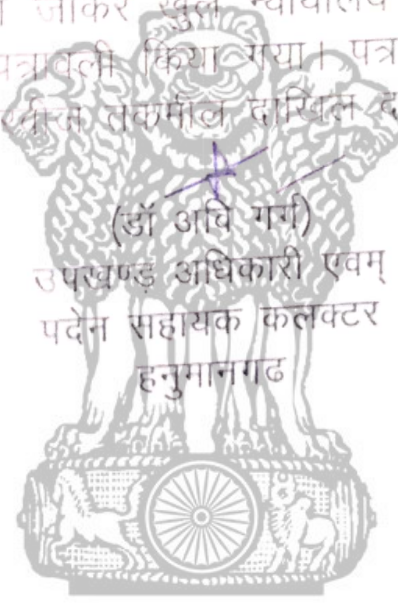 जाकर खुले न्यायालय
पत्रावली किया गया। पत्र
तकमील दाखिल द
(डॉ अवि गर्ग)
उपखण्ड़ अधिकारी एवम्
पदेन सहायक कलक्टर
हनुमानगढ